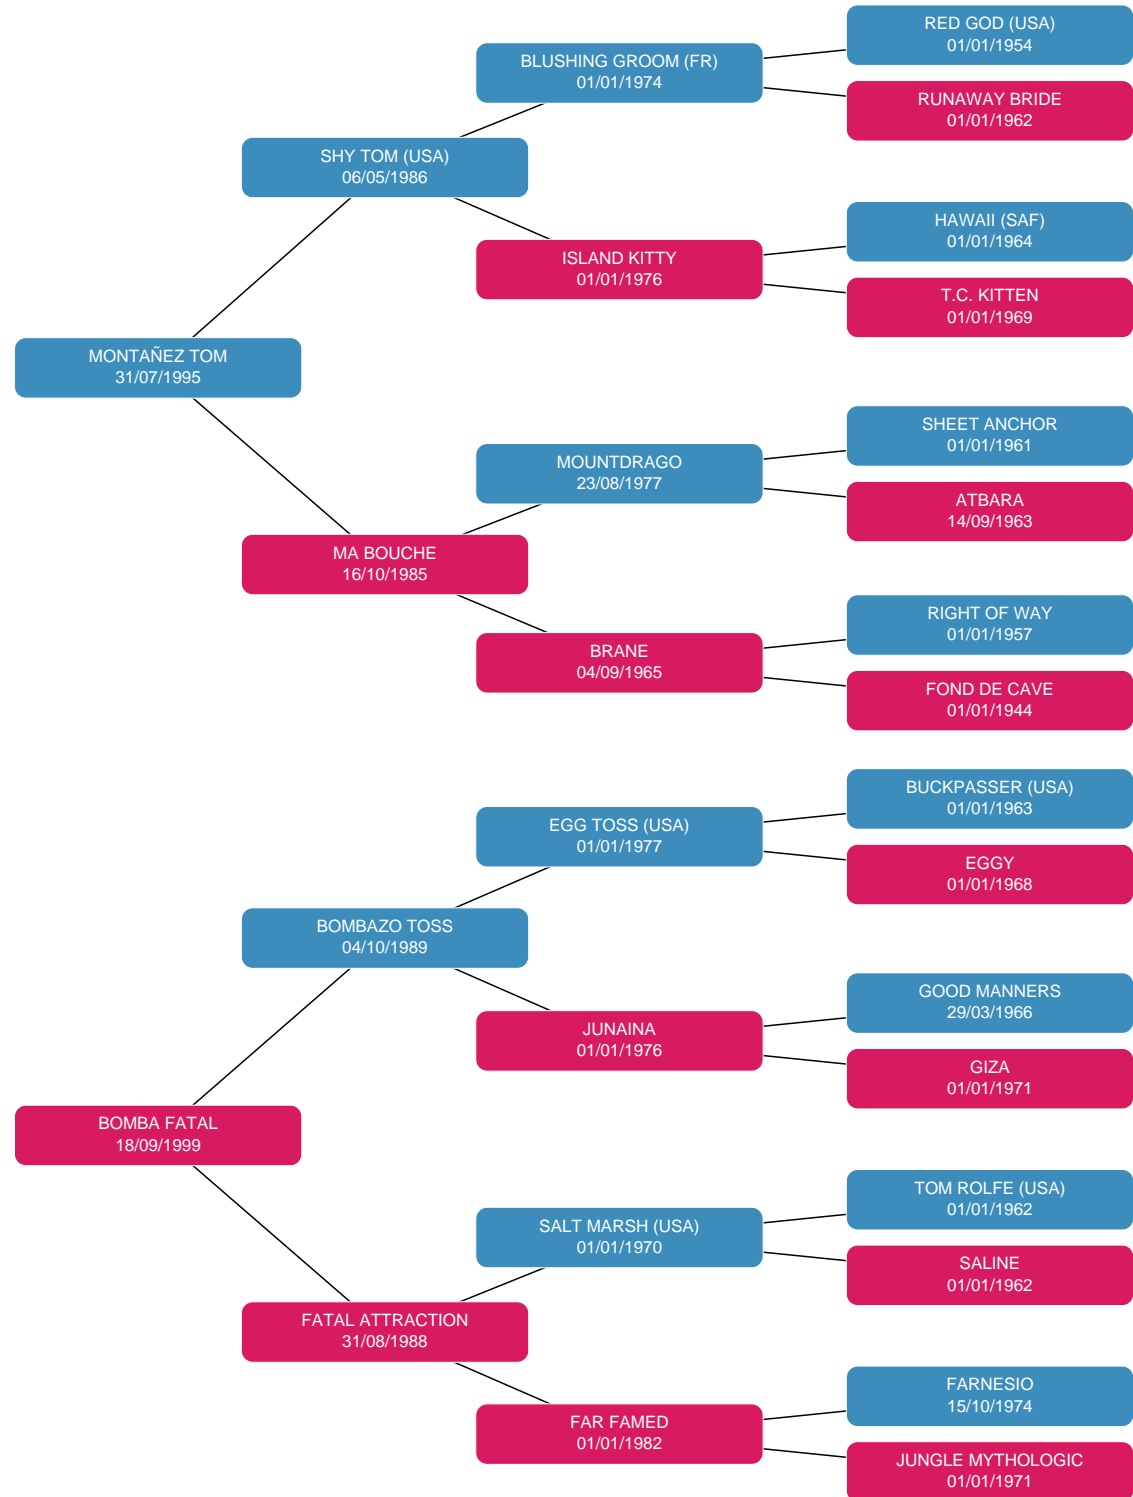 RED GOD (USA)
01/01/1954
BLUSHING GROOM (FR)
01/01/1974
RUNAWAY BRIDE
01/01/1962
SHY TOM (USA)
06/05/1986
HAWAII (SAF)
01/01/1964
ISLAND KITTY
01/01/1976
T.C. KITTEN
01/01/1969
MONTAÑEZ TOM
31/07/1995
SHEET ANCHOR
01/01/1961
MOUNTDRAGO
23/08/1977
ATBARA
14/09/1963
MA BOUCHE
16/10/1985
RIGHT OF WAY
01/01/1957
BRANE
04/09/1965
FOND DE CAVE
01/01/1944
BUCKPASSER (USA)
01/01/1963
EGG TOSS (USA)
01/01/1977
EGGY
01/01/1968
BOMBAZO TOSS
04/10/1989
GOOD MANNERS
29/03/1966
JUNAINA
01/01/1976
GIZA
01/01/1971
BOMBA FATAL
18/09/1999
TOM ROLFE (USA)
01/01/1962
SALT MARSH (USA)
01/01/1970
SALINE
01/01/1962
FATAL ATTRACTION
31/08/1988
FARNESIO
15/10/1974
FAR FAMED
01/01/1982
JUNGLE MYTHOLOGIC
01/01/1971